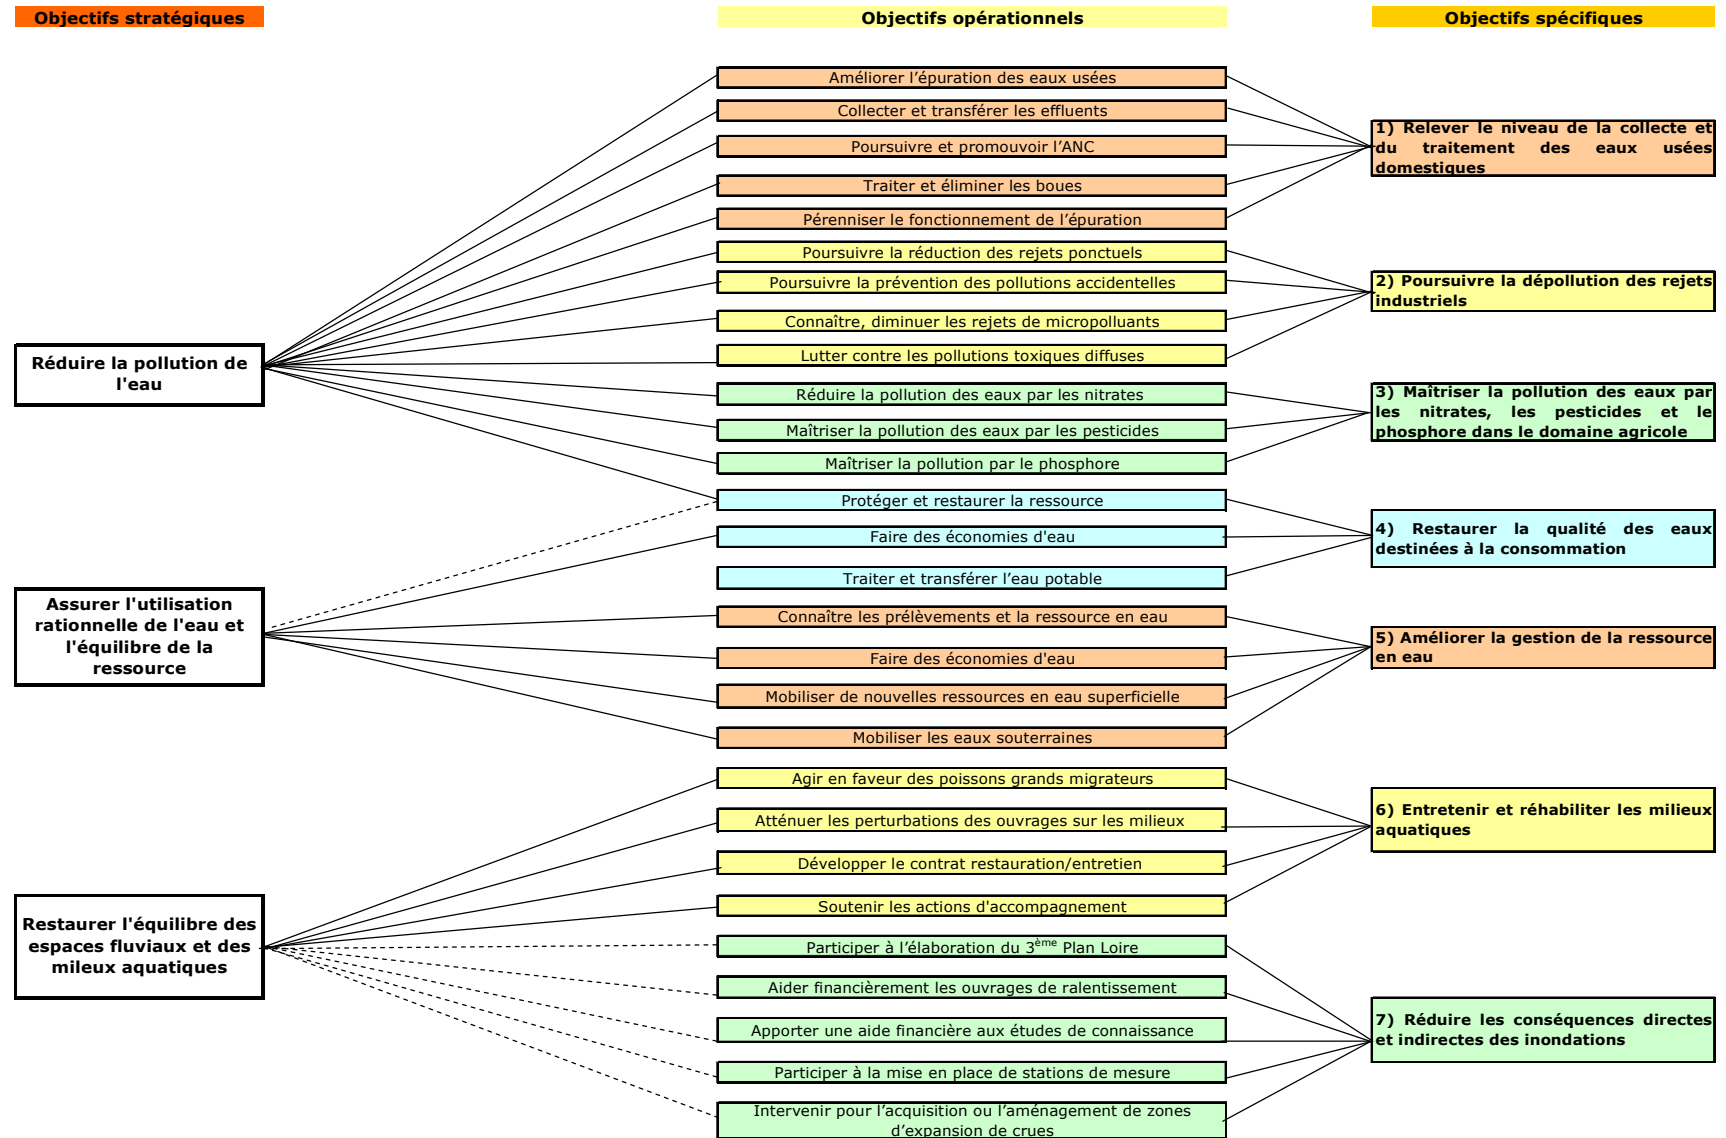 Objectifs stratégiques
Objectifs opérationnels
Objectifs spécifiques
Réduire la pollution de
l'eau
Assurer l'utilisation
rationnelle de l'eau et
l'équilibre de la
ressource
Restaurer l'équilibre des
espaces fluviaux et des
mileux aquatiques
Améliorer l’épuration des eaux usées
Collecter et transférer les effluents
Poursuivre et promouvoir l’ANC
Traiter et éliminer les boues
Pérenniser le fonctionnement de l’épuration
Poursuivre la réduction des rejets ponctuels
Poursuivre la prévention des pollutions accidentelles
Connaître, diminuer les rejets de micropolluants
Lutter contre les pollutions toxiques diffuses
Réduire la pollution des eaux par les nitrates
Maîtriser la pollution des eaux par les pesticides
Maîtriser la pollution par le phosphore
Protéger et restaurer la ressource
Faire des économies d'eau
Traiter et transférer l’eau potable
Connaître les prélèvements et la ressource en eau
Faire des économies d'eau
Mobiliser de nouvelles ressources en eau superficielle
Mobiliser les eaux souterraines
Agir en faveur des poissons grands migrateurs
Atténuer les perturbations des ouvrages sur les milieux
Développer le contrat restauration/entretien
Soutenir les actions d'accompagnement
Participer à l’élaboration du 3ème Plan Loire
Aider financièrement les ouvrages de ralentissement
Apporter une aide financière aux études de connaissance
Participer à la mise en place de stations de mesure
Intervenir pour l’acquisition ou l’aménagement de zones
d’expansion de crues
1) Relever le niveau de la collecte et
du traitement des eaux usées
domestiques
2) Poursuivre la dépollution des rejets
industriels
3) Maîtriser la pollution des eaux par
les nitrates, les pesticides et le
phosphore dans le domaine agricole
4) Restaurer la qualité des eaux
destinées à la consommation
5) Améliorer la gestion de la ressource
en eau
6) Entretenir et réhabiliter les milieux
aquatiques
7) Réduire les conséquences directes
et indirectes des inondations